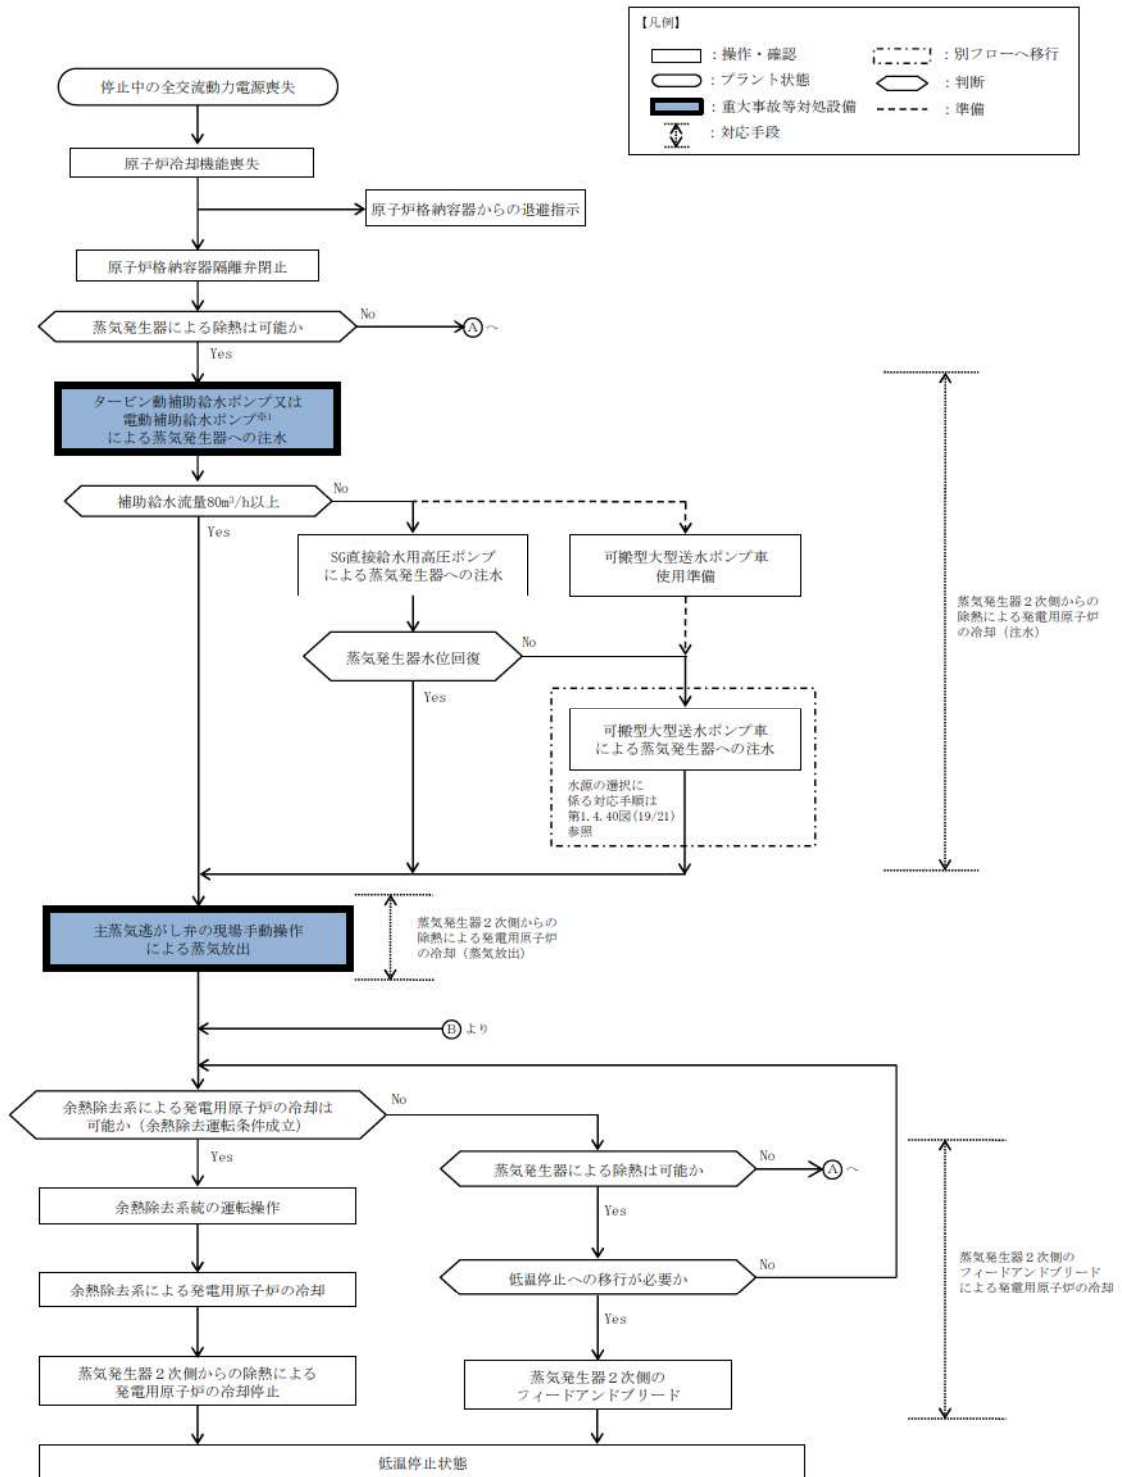 【凡例】
：操作・確認
：別フローへ移行
：プラント状態
：判断
：重大事故等対処設備
：準備
：対応手段
停止中の全交流動力電源喪失
原子炉冷却機能喪失
原子炉格納容器からの退避指示
原子炉格納容器隔離弁閉止
蒸気発生器による除熱は可能か
No
Ⓐへ
Yes
タービン動補助給水ポンプ又は
電動補助給水ポンプ※1
による蒸気発生器への注水
補助給水流量80m³/h以上
No
Yes
SG直接給水用高圧ポンプ
による蒸気発生器への注水
可搬型大型送水ポンプ車
使用準備
蒸気発生器２次側からの
除熱による発電用原子炉
の冷却（注水）
蒸気発生器水位回復
No
Yes
可搬型大型送水ポンプ車
による蒸気発生器への注水
水源の選択に
係る対応手順は
第1.4.40図(19/21)
参照
主蒸気逃がし弁の現場手動操作
による蒸気放出
蒸気発生器２次側からの
除熱による発電用原子炉
の冷却（蒸気放出）
Ⓑより
余熱除去系による発電用原子炉の冷却は
可能か（余熱除去運転条件成立）
No
Yes
蒸気発生器による除熱は可能か
No
Ⓐへ
Yes
余熱除去系統の運転操作
低温停止への移行が必要か
No
Yes
蒸気発生器２次側の
フィードアンドブリード
による発電用原子炉の冷却
余熱除去系による発電用原子炉の冷却
蒸気発生器２次側からの除熱による
発電用原子炉の冷却停止
蒸気発生器２次側の
フィードアンドブリード
低温停止状態